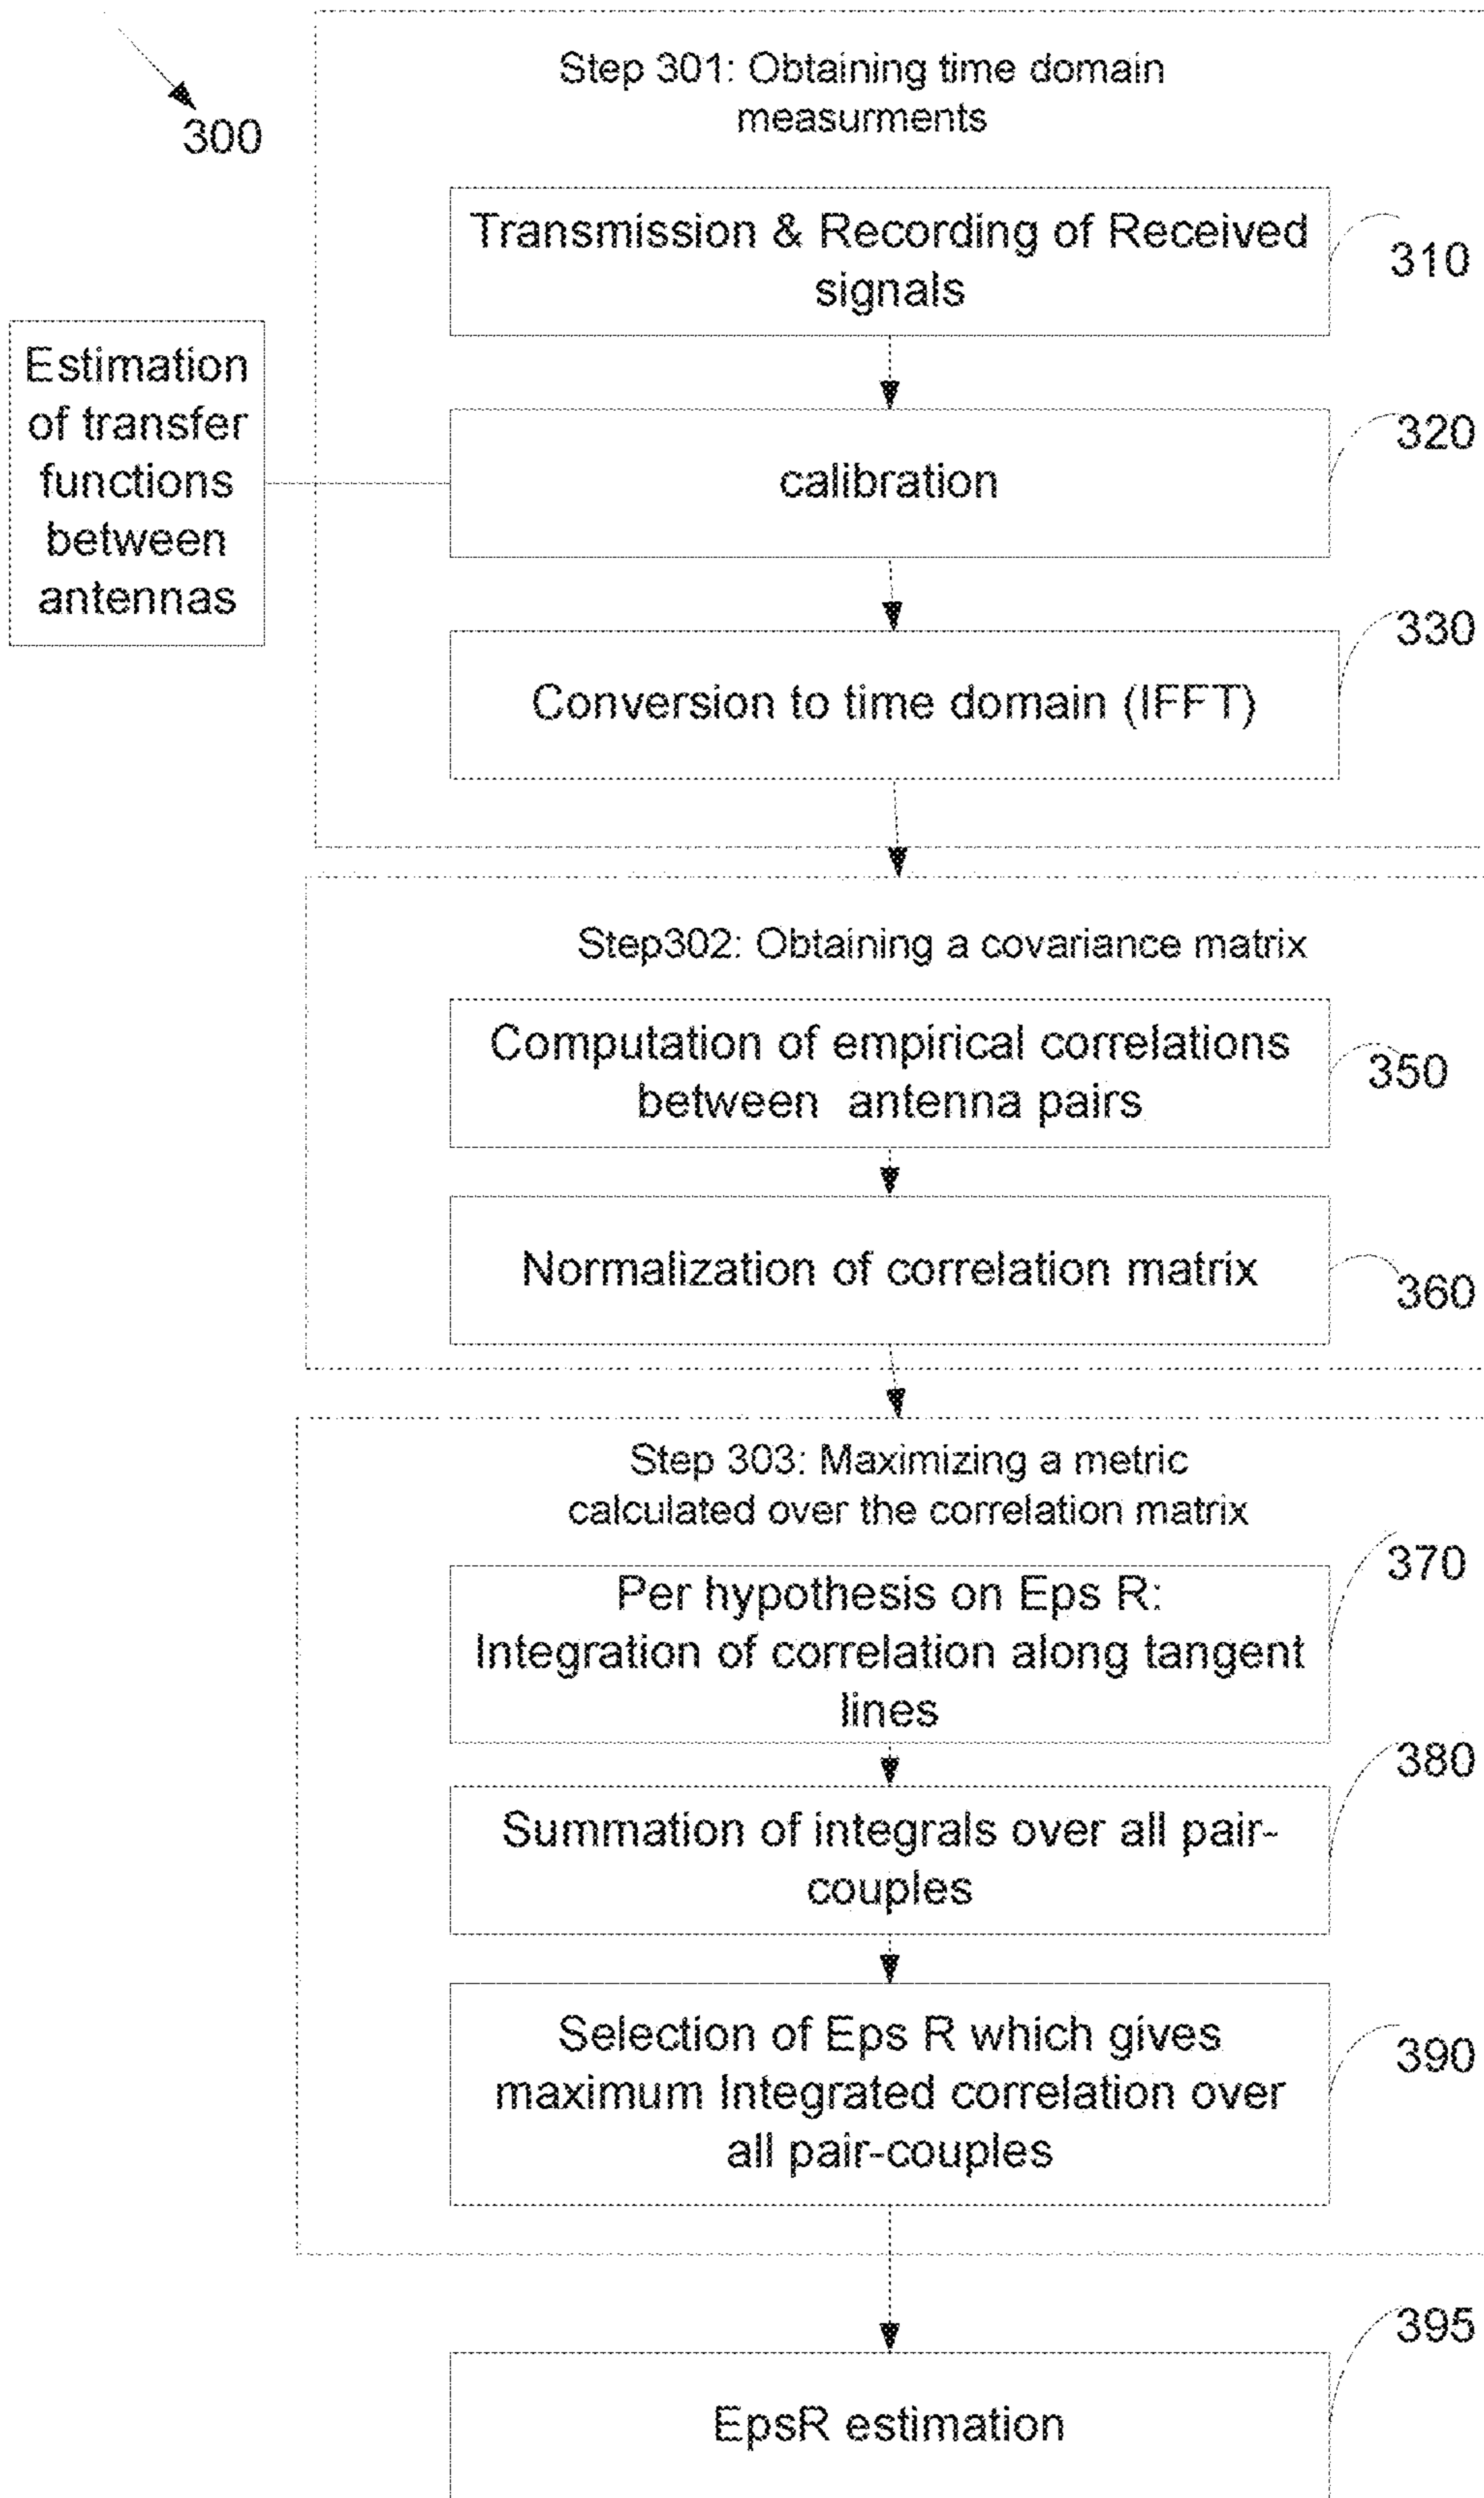 300
Step 301: Obtaining time domain
measurments
Transmission & Recording of Received
signals
310
Estimation
of transfer
functions
between
antennas
calibration
320
Conversion to time domain (IFFT)
330
Step302: Obtaining a covariance matrix
Computation of empirical correlations
between antenna pairs
350
Normalization of correlation matrix
360
Step 303: Maximizing a metric
calculated over the correlation matrix
Per hypothesis on Eps R:
Integration of correlation along tangent
lines
370
Summation of integrals over all pair-
couples
380
Selection of Eps R which gives
maximum Integrated correlation over
all pair-couples
390
EpsR estimation
395